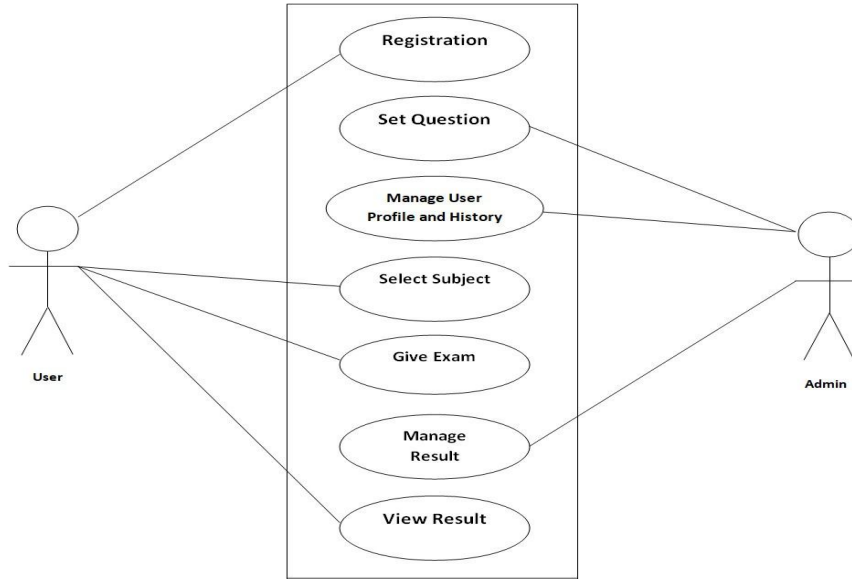 Registration
Set Question
Manage User
Profile and History
Select Subject
Give Exam
User
Admin
Manage
Result
View Result